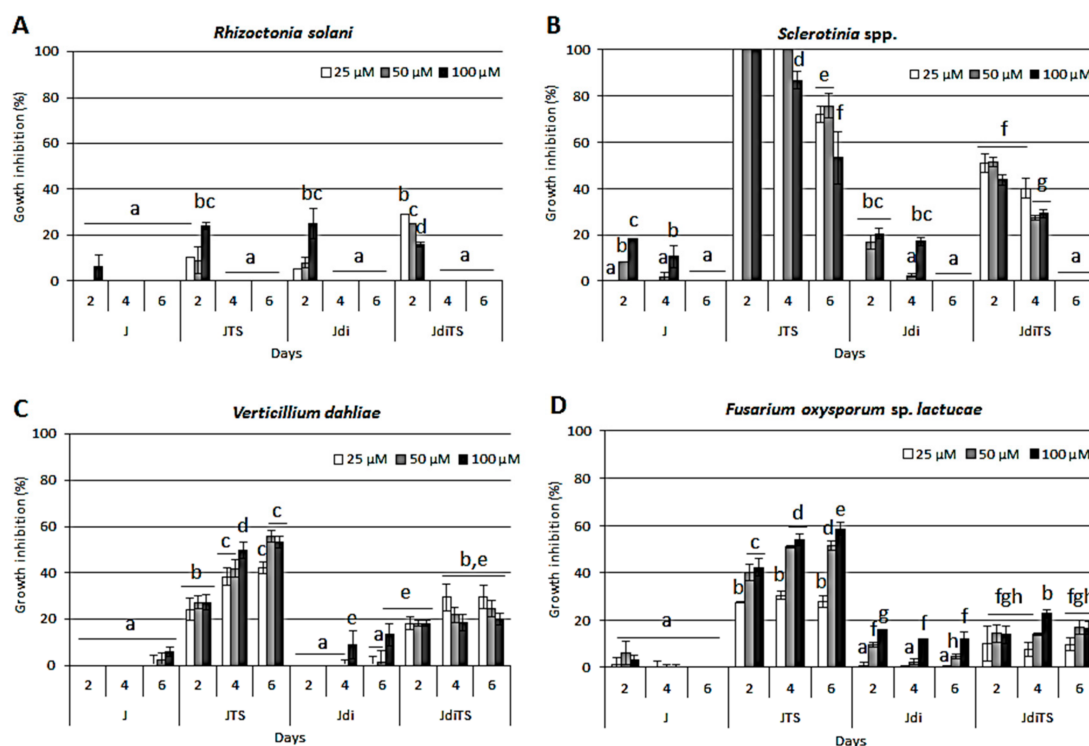 A
Rhizoctonia solani
25 µM 50 µM 100 µM
Gowth inhibition (%)
100
80
60
40
20
0
a
bc
a
bc
a
b
c
d
a
2 4 6 2 4 6 2 4 6 2 4 6
J JTS Jdi JdiTS
Days
B
Sclerotinia spp.
25 µM 50 µM 100 µM
Growth inhibition (%)
100
80
60
40
20
0
a
b
c
a
b
a
d
e
f
bc
a
bc
a
f
g
a
2 4 6 2 4 6 2 4 6 2 4 6
J JTS Jdi JdiTS
Days
C
Verticillium dahliae
25 µM 50 µM 100 µM
Growth inhibition (%)
100
80
60
40
20
0
a
b
c
d
c
c
a
a
e
e
b,e
2 4 6 2 4 6 2 4 6 2 4 6
J JTS Jdi JdiTS
Days
D
Fusarium oxysporum sp. lactucae
25 µM 50 µM 100 µM
Growth inhibition (%)
100
80
60
40
20
0
a
b
c
b
d
b
d
e
a
f
g
a
f
a
h
f
fgh
b
fgh
2 4 6 2 4 6 2 4 6 2 4 6
J JTS Jdi JdiTS
Days